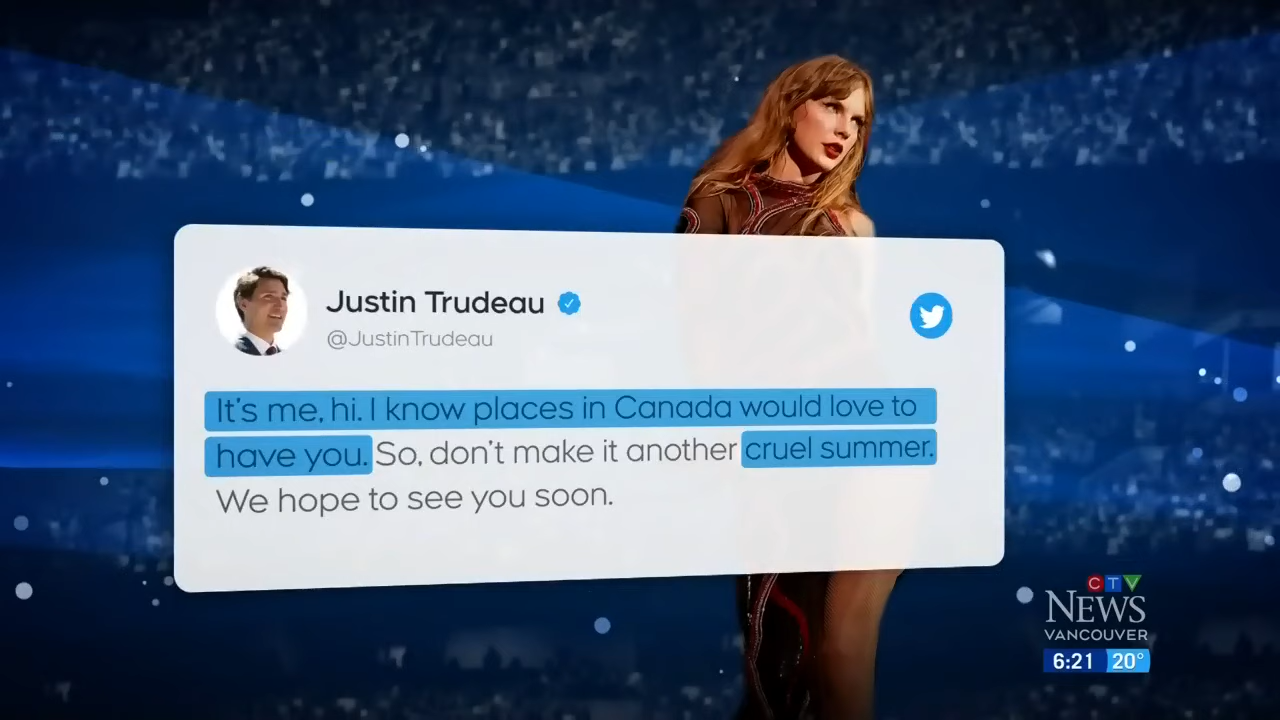 Justin Trudeau
@JustinTrudeau
It's me, hi. I know places in Canada would love to
have you. So, don't make it another cruel summer.
We hope to see you soon.
CTV
NEWS
VANCOUVER
6:21 20°